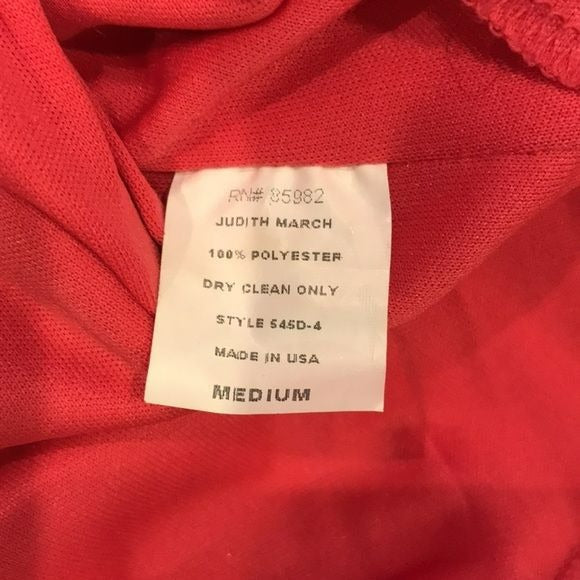 RN# 85982
JUDITH MARCH
100% POLYESTER
DRY CLEAN ONLY
STYLE 545D-4
MADE IN USA
MEDIUM